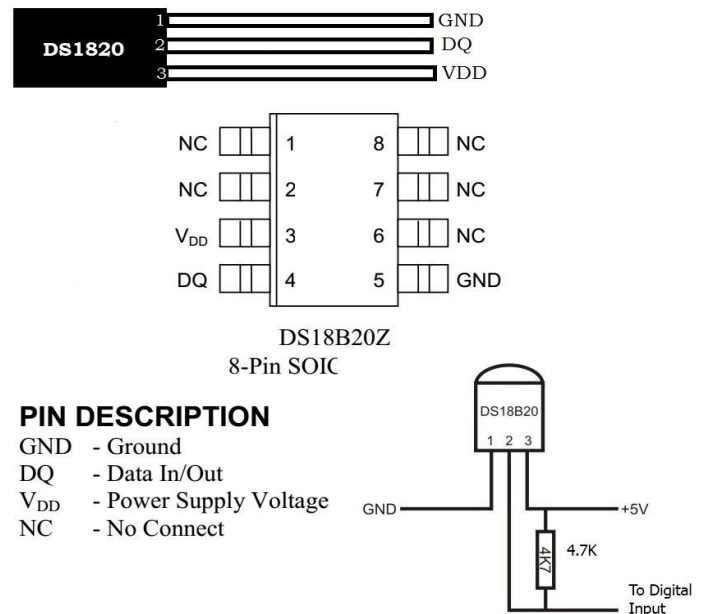 1 GND
DS1820 2 DQ
3 VDD
NC 1 8 NC
NC 2 7 NC
VDD 3 6 NC
DQ 4 5 GND
DS18B20Z
8-Pin SOIC
PIN DESCRIPTION
GND - Ground
DQ - Data In/Out
VDD - Power Supply Voltage
NC - No Connect
DS18B20
1 2 3
GND +5V
4K7 4.7K
To Digital
Input